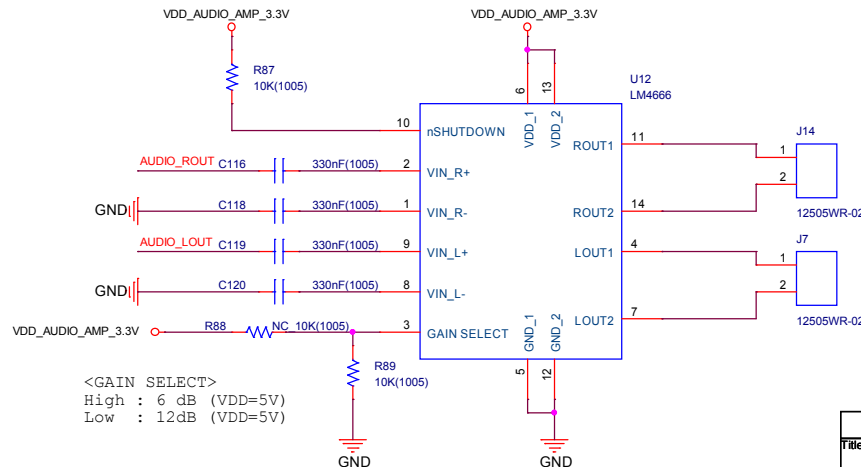 VDD_AUDIO_AMP_3.3V
VDD_AUDIO_AMP_3.3V
R87
10K(1005)
U12
LM4666
6
13
VDD_1
VDD_2
10
nSHUTDOWN
ROUT1
11
J14
1
2
12505WR-02
AUDIO_ROUT
C116
330nF(1005)
2
VIN_R+
GND
C118
330nF(1005)
1
VIN_R-
ROUT2
14
AUDIO_LOUT
C119
330nF(1005)
9
VIN_L+
LOUT1
4
J7
1
2
12505WR-02
GND
C120
330nF(1005)
8
VIN_L-
LOUT2
7
VDD_AUDIO_AMP_3.3V
R88
NC_10K(1005)
3
GAIN SELECT
GND_1
GND_2
5
12
R89
10K(1005)
<GAIN SELECT>
High : 6 dB (VDD=5V)
Low : 12dB (VDD=5V)
GND
GND
Title